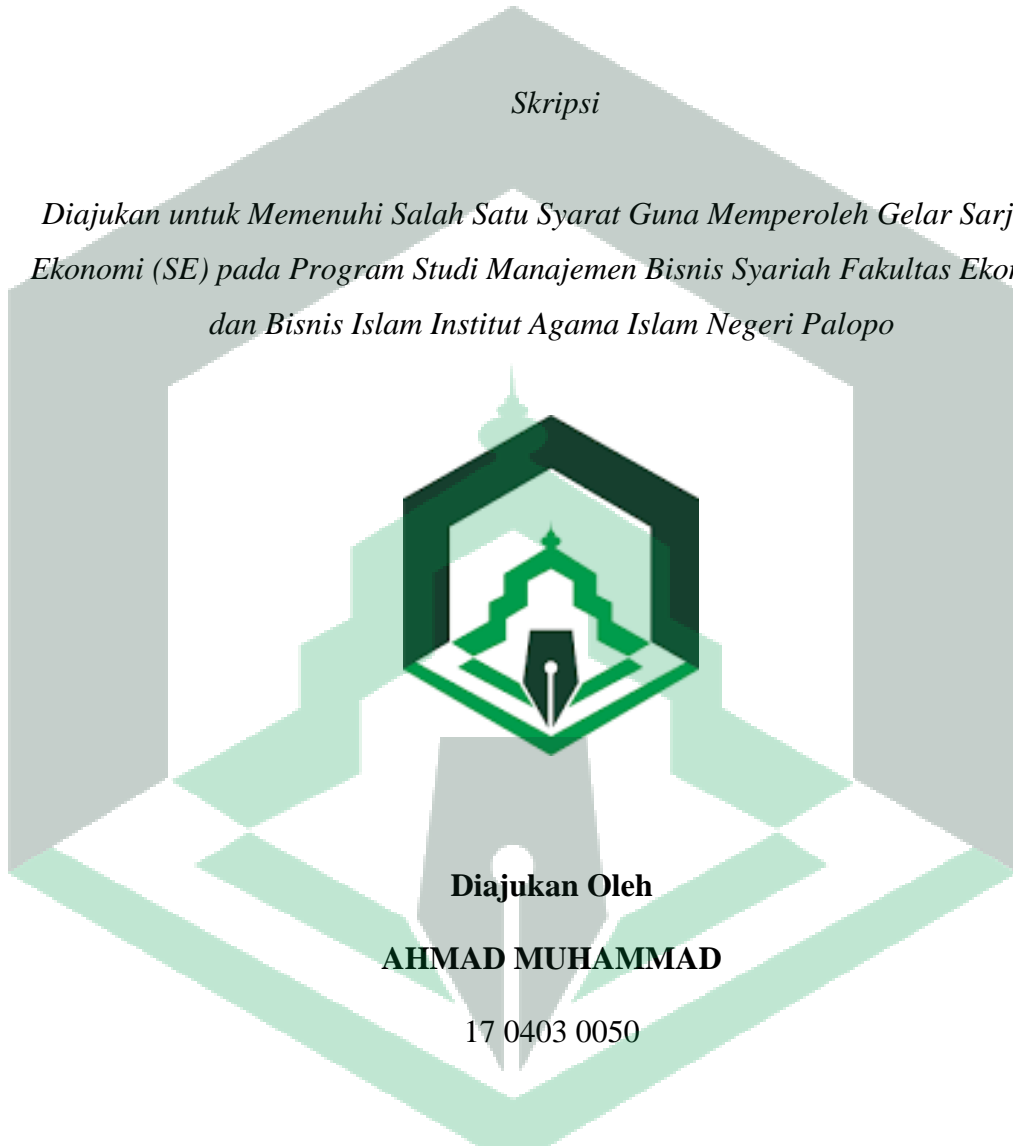 Skripsi
Diajukan untuk Memenuhi Salah Satu Syarat Guna Memperoleh Gelar
Ekonomi (SE) pada Program Studi Manajemen Bisnis Syariah Fakultas
dan Bisnis Islam Institut Agama Islam Negeri Palopo
Diajukan Oleh
AHMAD MUHAMMAD
17 0403 0050